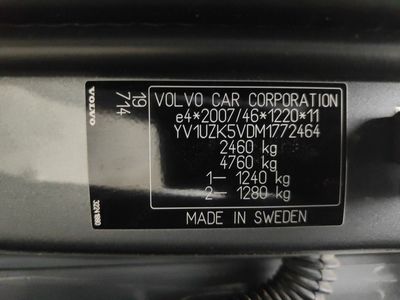 VOLVO
19
714
VOLVO CAR CORPORATION
e4*2007/46*1220*11
YV1UZK5VDM1772464
2460 kg
4760 kg
1— 1240 kg
2— 1280 kg
MADE IN SWEDEN